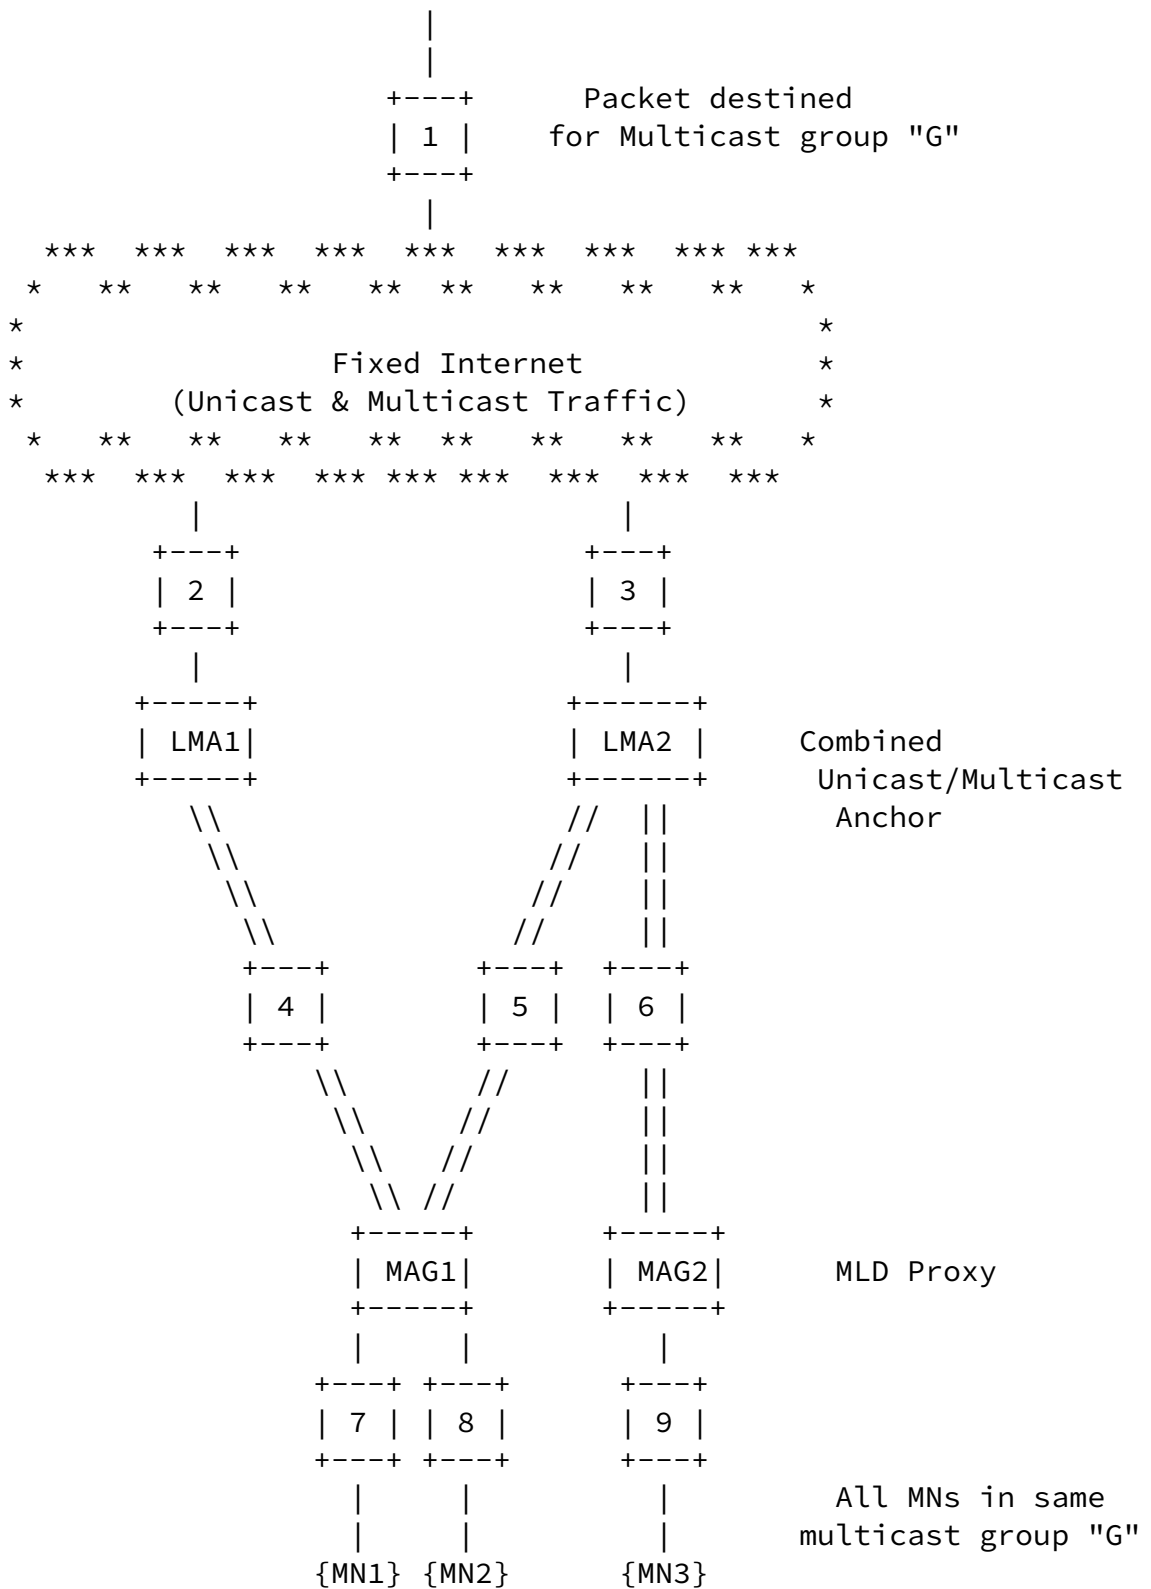 Packet destined
1 for Multicast group "G"
Fixed Internet
(Unicast & Multicast Traffic)
2 3
LMA1 LMA2 Combined
Unicast/Multicast
Anchor
4 5 6
MAG1 MAG2 MLD Proxy
7 8 9
All MNs in same
multicast group "G"
{MN1} {MN2} {MN3}